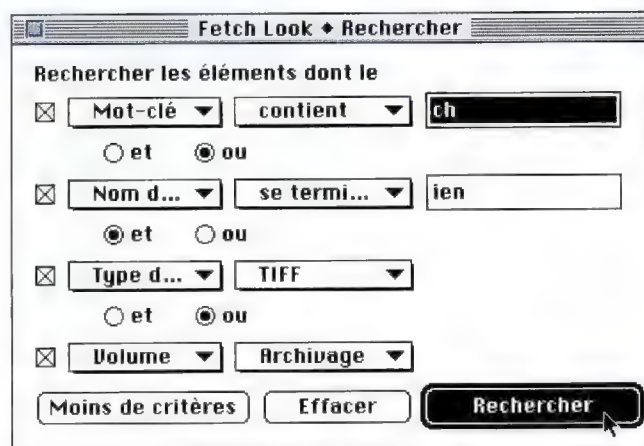 Fetch Look ♦ Rechercher
Rechercher les éléments dont le
Mot-clé contient ch
et ou
Nom d... se termi... ien
et ou
Type d... TIFF
et ou
Volume Archivage
Moins de critères Effacer Rechercher